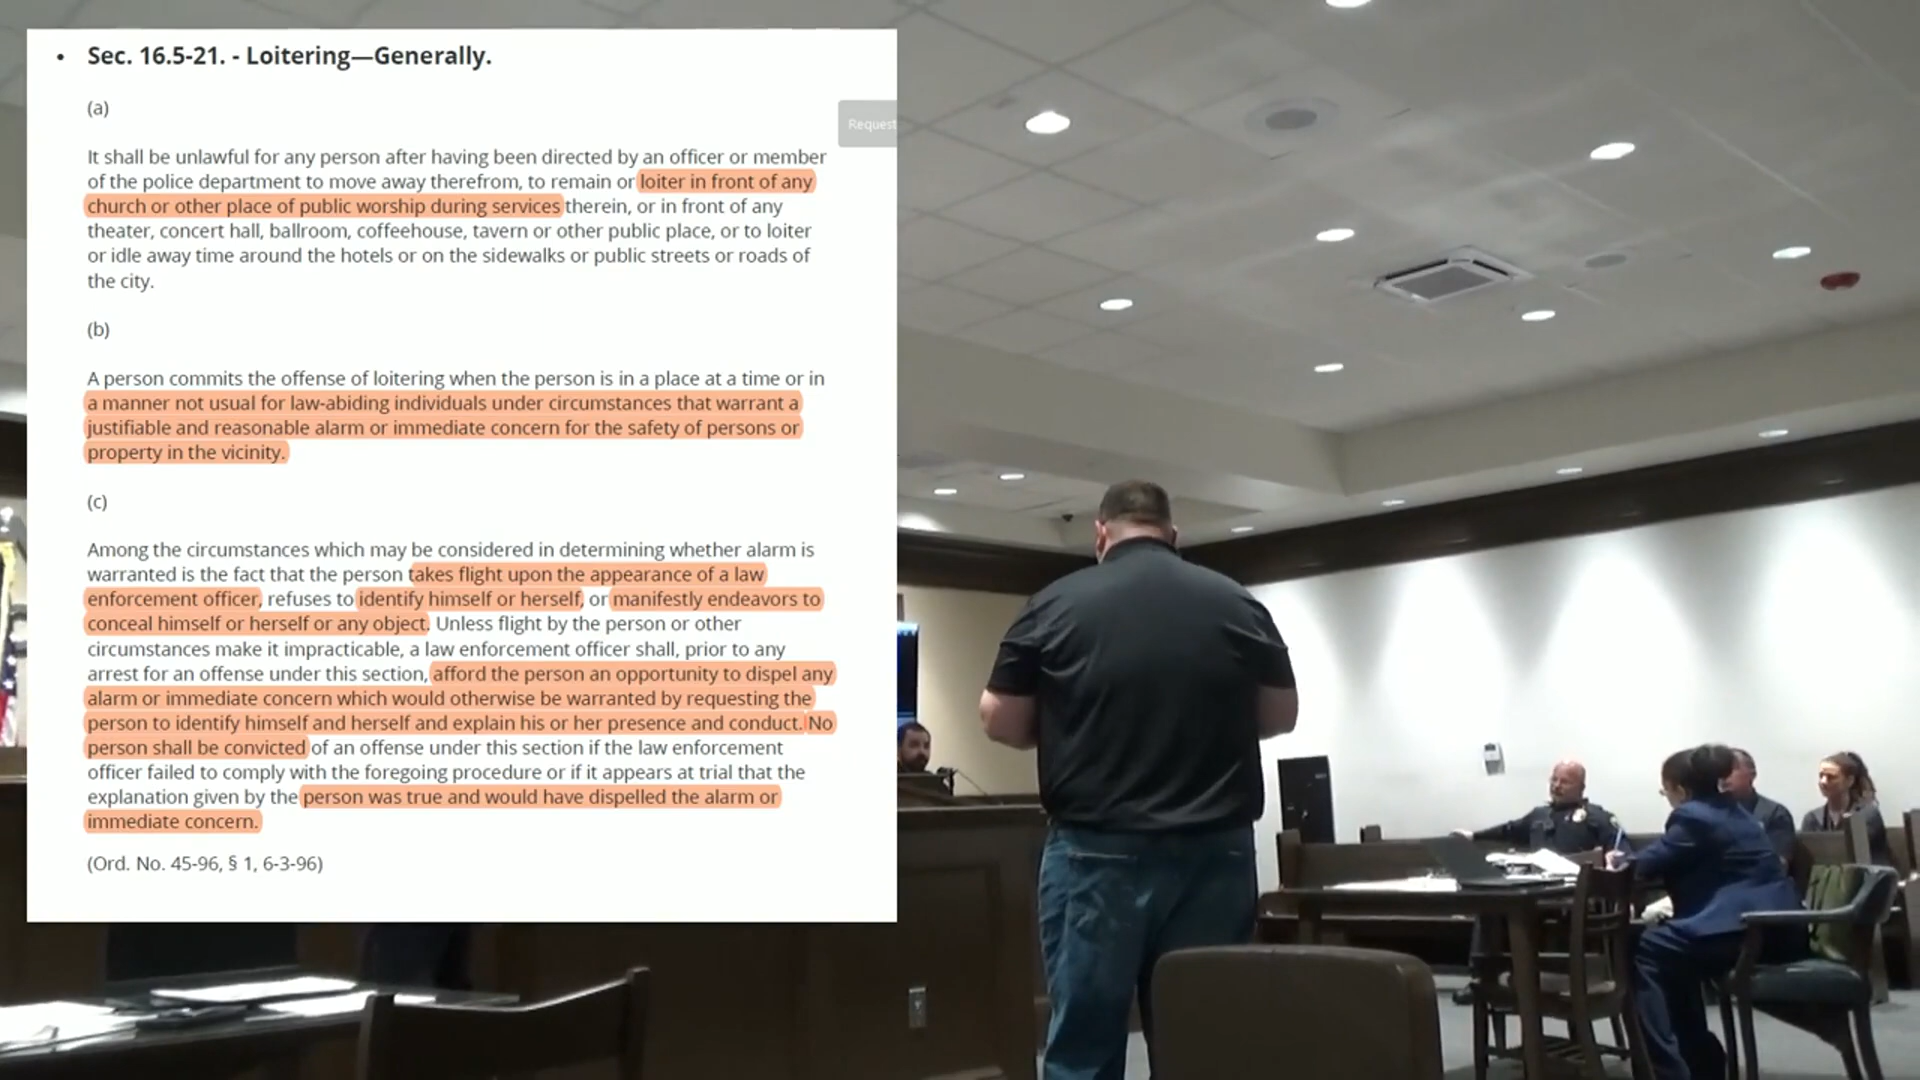 • Sec. 16.5-21. - Loitering—Generally.
(a)
Request
It shall be unlawful for any person after having been directed by an officer or member
of the police department to move away therefrom, to remain or loiter in front of any
church or other place of public worship during services therein, or in front of any
theater, concert hall, ballroom, coffeehouse, tavern or other public place, or to loiter
or idle away time around the hotels or on the sidewalks or public streets or roads of
the city.
(b)
A person commits the offense of loitering when the person is in a place at a time or in
a manner not usual for law-abiding individuals under circumstances that warrant a
justifiable and reasonable alarm or immediate concern for the safety of persons or
property in the vicinity.
(c)
Among the circumstances which may be considered in determining whether alarm is
warranted is the fact that the person takes flight upon the appearance of a law
enforcement officer, refuses to identify himself or herself, or manifestly endeavors to
conceal himself or herself or any object. Unless flight by the person or other
circumstances make it impracticable, a law enforcement officer shall, prior to any
arrest for an offense under this section, afford the person an opportunity to dispel any
alarm or immediate concern which would otherwise be warranted by requesting the
person to identify himself and herself and explain his or her presence and conduct. No
person shall be convicted of an offense under this section if the law enforcement
officer failed to comply with the foregoing procedure or if it appears at trial that the
explanation given by the person was true and would have dispelled the alarm or
immediate concern.
(Ord. No. 45-96, § 1, 6-3-96)